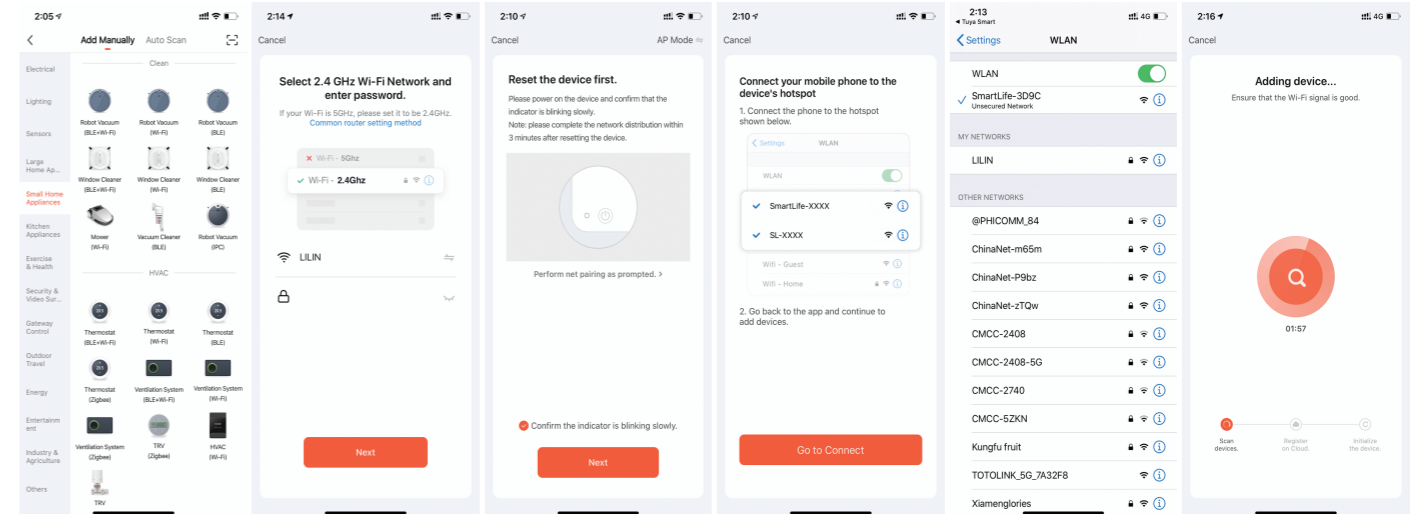 2:05
Add Manually Auto Scan
Electrical
Lighting
Sensors
Large
Home Ap...
Small Home
Appliances
Kitchen
Appliances
Exercise
& Health
Security &
Video Sur...
Gateway
Control
Outdoor
Travel
Energy
Entertainm
ent
Industry &
Agriculture
Others
Clean
Robot Vacuum
(BLE+Wi-Fi)
Robot Vacuum
(Wi-Fi)
Robot Vacuum
(BLE)
Window Cleaner
(BLE+Wi-Fi)
Window Cleaner
(Wi-Fi)
Window Cleaner
(BLE)
Mower
(Wi-Fi)
Vacuum Cleaner
(BLE)
Robot Vacuum
(IPC)
HVAC
Thermostat
(BLE+Wi-Fi)
Thermostat
(Wi-Fi)
Thermostat
(BLE)
Thermostat
(Zigbee)
Ventilation System
(BLE+Wi-Fi)
Ventilation System
(Wi-Fi)
Ventilation System
(Zigbee)
TRV
(Zigbee)
HVAC
(Wi-Fi)
TRV
2:14
Cancel
Select 2.4 GHz Wi-Fi Network and
enter password.
If your Wi-Fi is 5GHz, please set it to be 2.4GHz.
Common router setting method
Wi-Fi - 5Ghz
Wi-Fi - 2.4Ghz
LILIN
Next
2:10
Cancel AP Mode
Reset the device first.
Please power on the device and confirm that the
indicator is blinking slowly.
Note: please complete the network distribution within
3 minutes after resetting the device.
Perform net pairing as prompted. >
Confirm the indicator is blinking slowly.
Next
2:10
Cancel
Connect your mobile phone to the
device's hotspot
1. Connect the phone to the hotspot
shown below.
Settings WLAN
WLAN
SmartLife-XXXX
SL-XXXX
Wifi - Guest
Wifi - Home
2. Go back to the app and continue to
add devices.
Go to Connect
2:13 4G
Tuya Smart
Settings WLAN
WLAN
SmartLife-3D9C
Unsecured Network
MY NETWORKS
LILIN
OTHER NETWORKS
@PHICOMM_84
ChinaNet-m65m
ChinaNet-P9bz
ChinaNet-zTQw
CMCC-2408
CMCC-2408-5G
CMCC-2740
CMCC-5ZKN
Kungfu fruit
TOTOLINK_5G_7A32F8
Xiamenglories
2:16 4G
Cancel
Adding device...
Ensure that the Wi-Fi signal is good.
01:57
Scan
devices.
Register
on Cloud.
Initialize
the device.